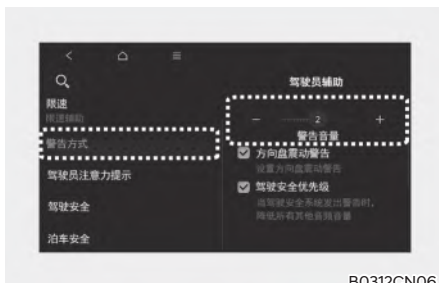 限速
限速辅助
警告方式
驾驶员注意力提示
驾驶安全
泊车安全
驾驶员辅助
− 2 +
警告音量
方向盘震动警告
设置方向盘震动警告
驾驶安全优先级
当驾驶安全系统发出警告时，
降低所有其他音频音量
B0312CN06